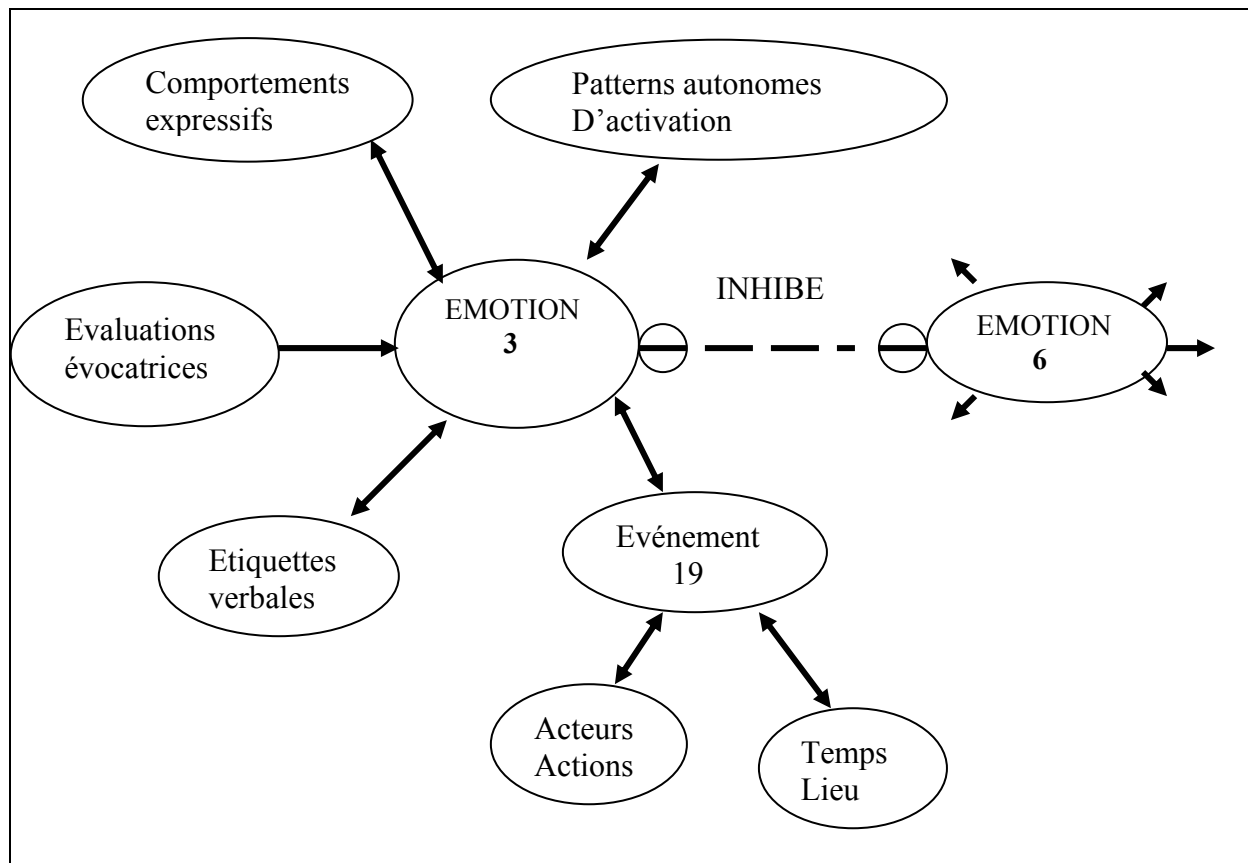 Comportements
expressifs
Patterns autonomes
D’activation
INHIBE
EMOTION
3
EMOTION
6
Evaluations
évocatrices
Etiquettes
verbales
Evénement
19
Acteurs
Actions
Temps
Lieu